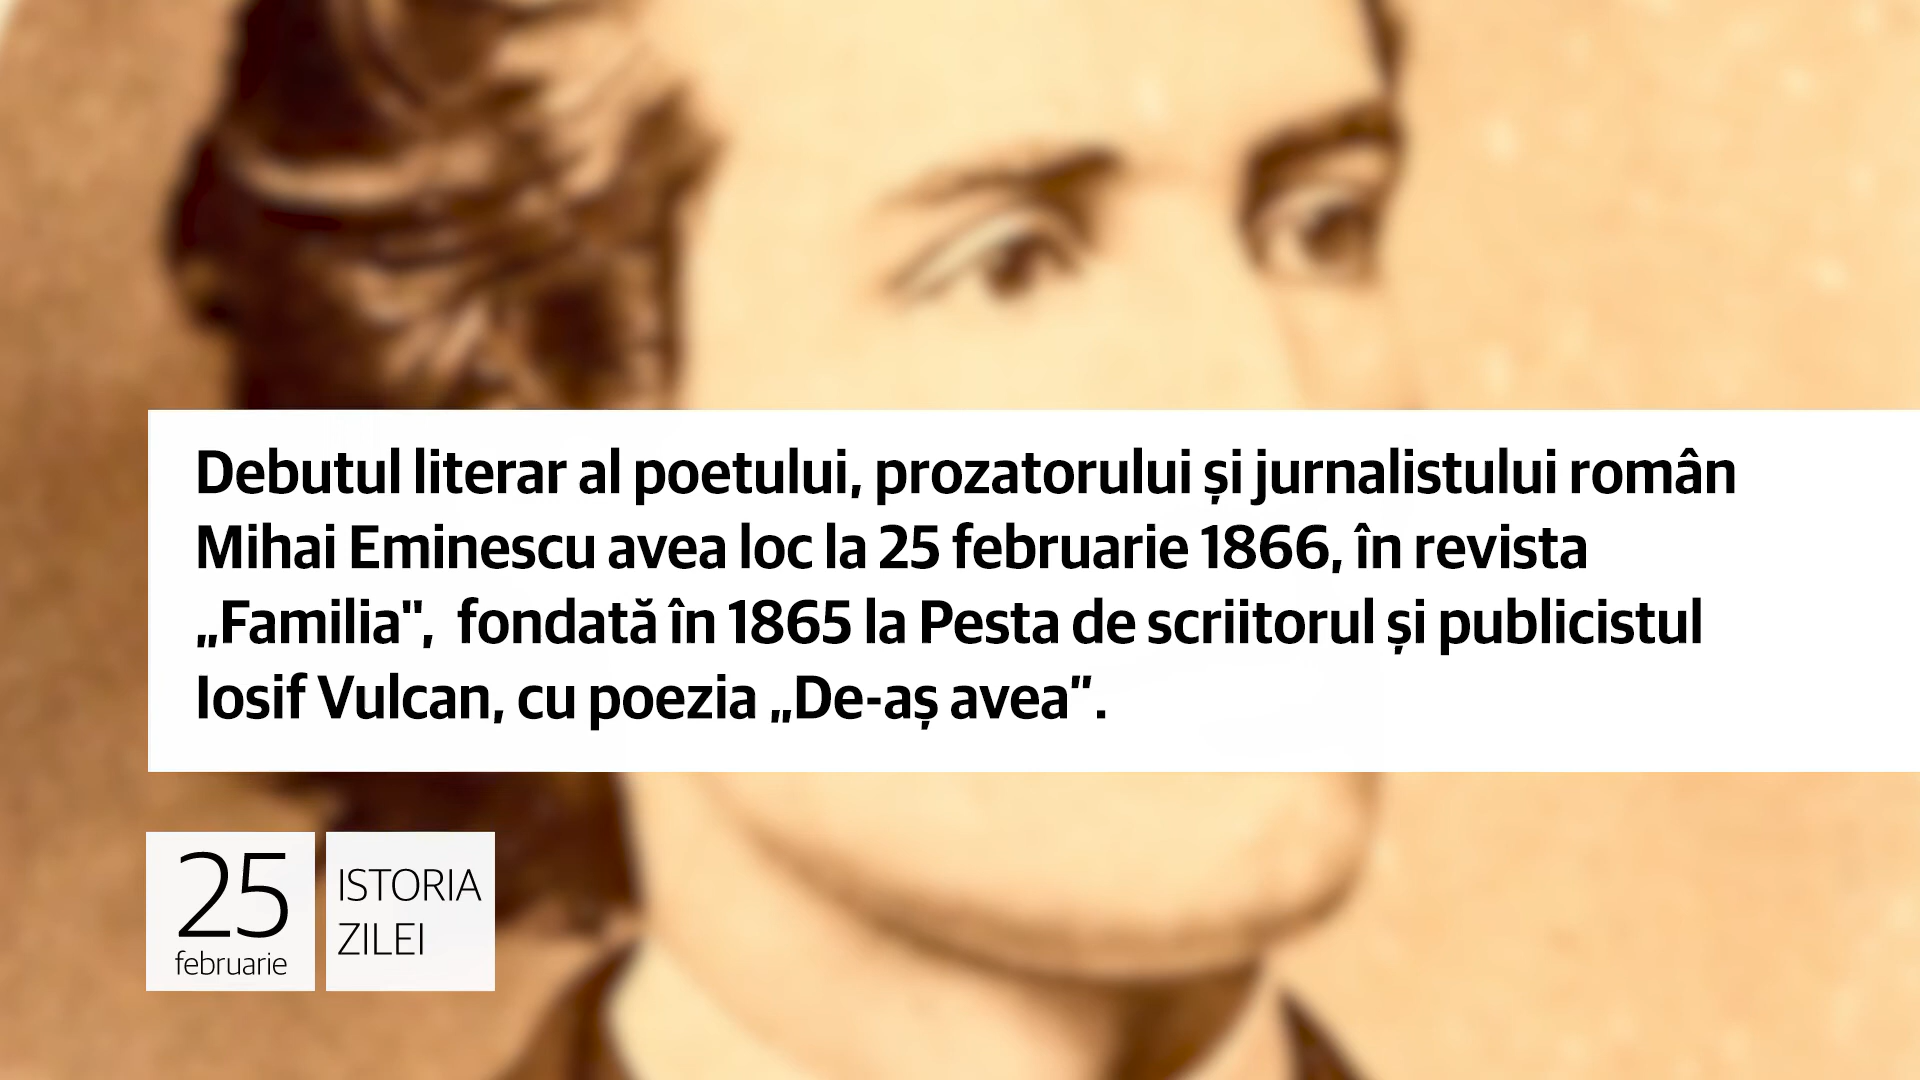 Debutul literar al poetului, prozatorului și jurnalistului român
Mihai Eminescu avea loc la 25 februarie 1866, în revista
„Familia", fondată în 1865 la Pesta de scriitorul și publicistul
Iosif Vulcan, cu poezia „De-aș avea”.
25
februarie
ISTORIA
ZILEI